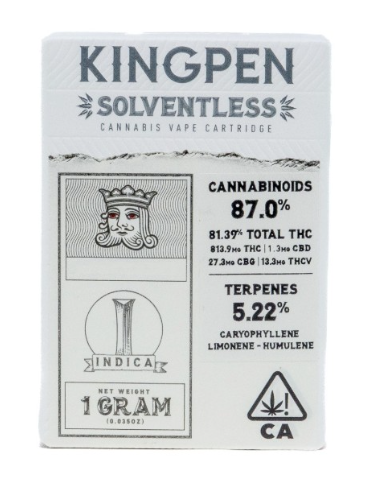 KINGPEN
SOLVENTLESS
CANNABIS VAPE CARTRIDGE
CANNABINOIDS
87.0%
81.39% TOTAL THC
813.9MG THC | 1.3MG CBD
27.3MG CBG | 13.3MG THCV
TERPENES
5.22%
CARYOPHYLLENE
LIMONENE - HUMULENE
I
INDICA
NET WEIGHT
1 GRAM
(0.035OZ)
!
CA